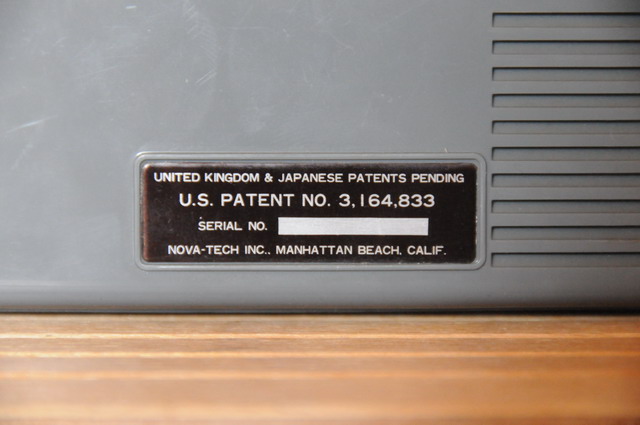 UNITED KINGDOM & JAPANESE PATENTS PENDING
U.S. PATENT NO. 3,164,833
SERIAL NO.
NOVA-TECH INC., MANHATTAN BEACH, CALIF.